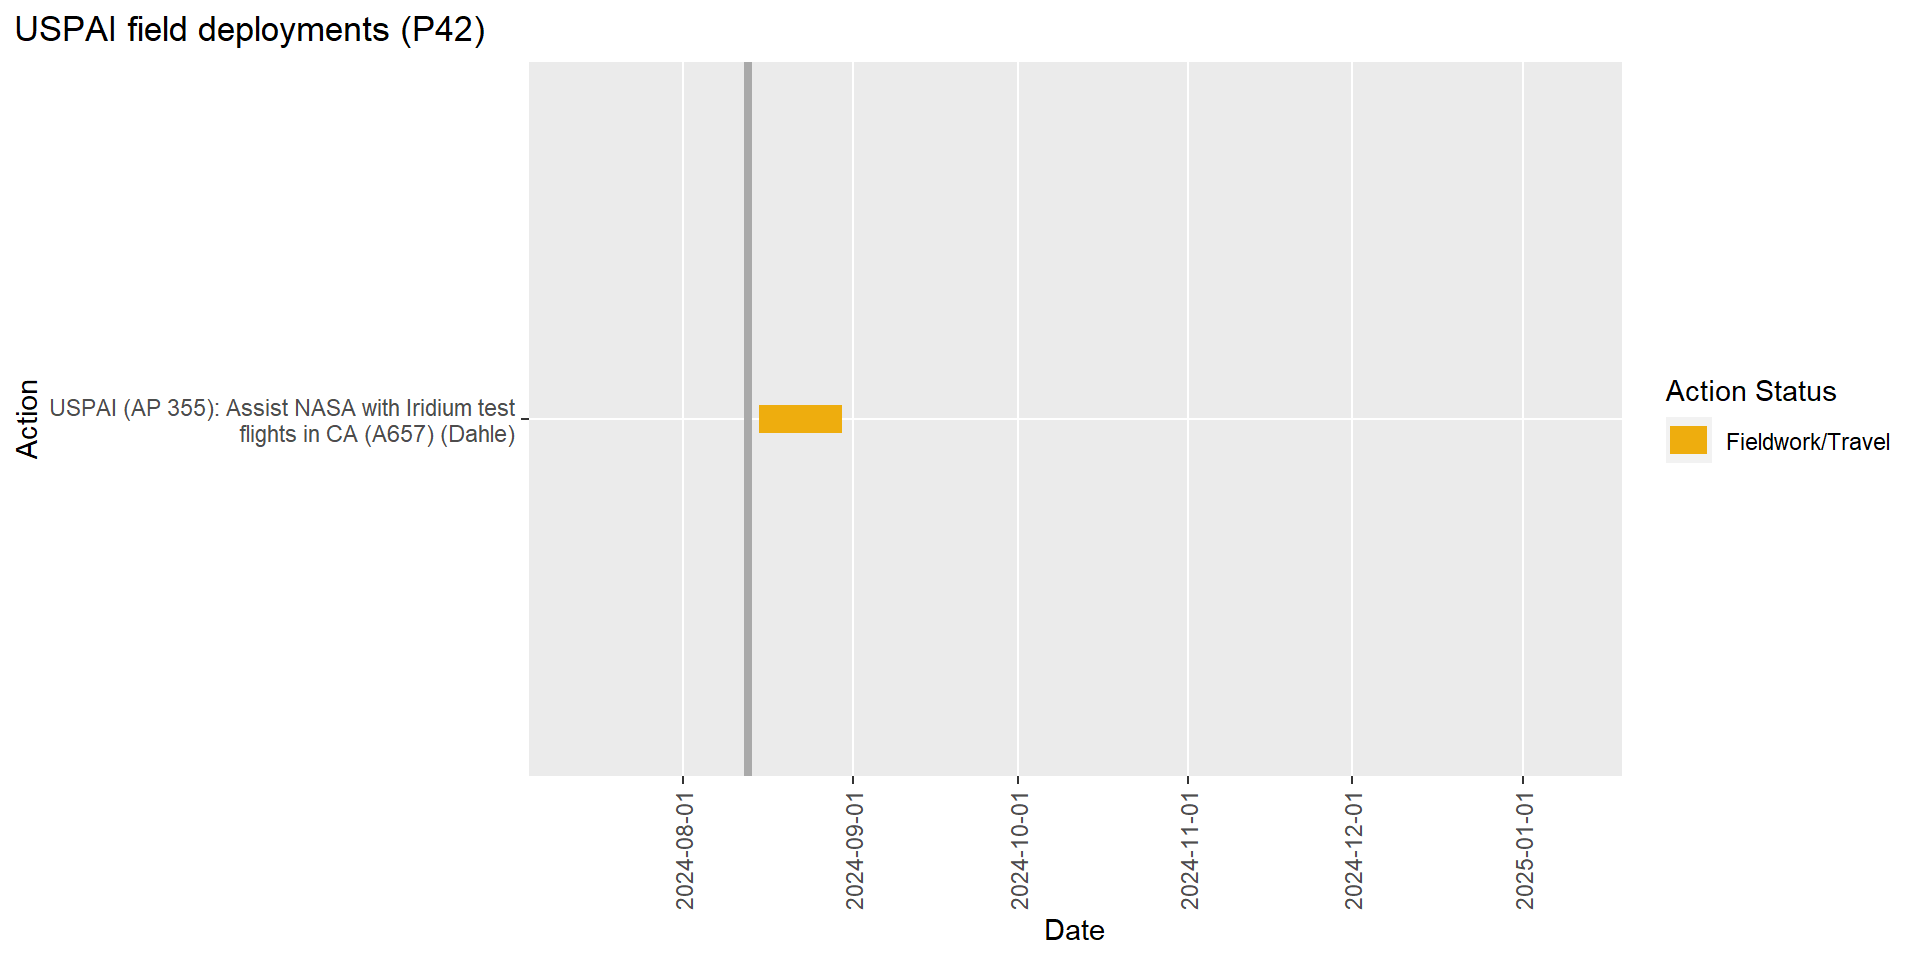 USPAI field deployments (P42)
Action
USPAI (AP 355): Assist NASA with Iridium test
flights in CA (A657) (Dahle)
2024-08-01
2024-09-01
2024-10-01
2024-11-01
2024-12-01
2025-01-01
Date
Action Status
Fieldwork/Travel